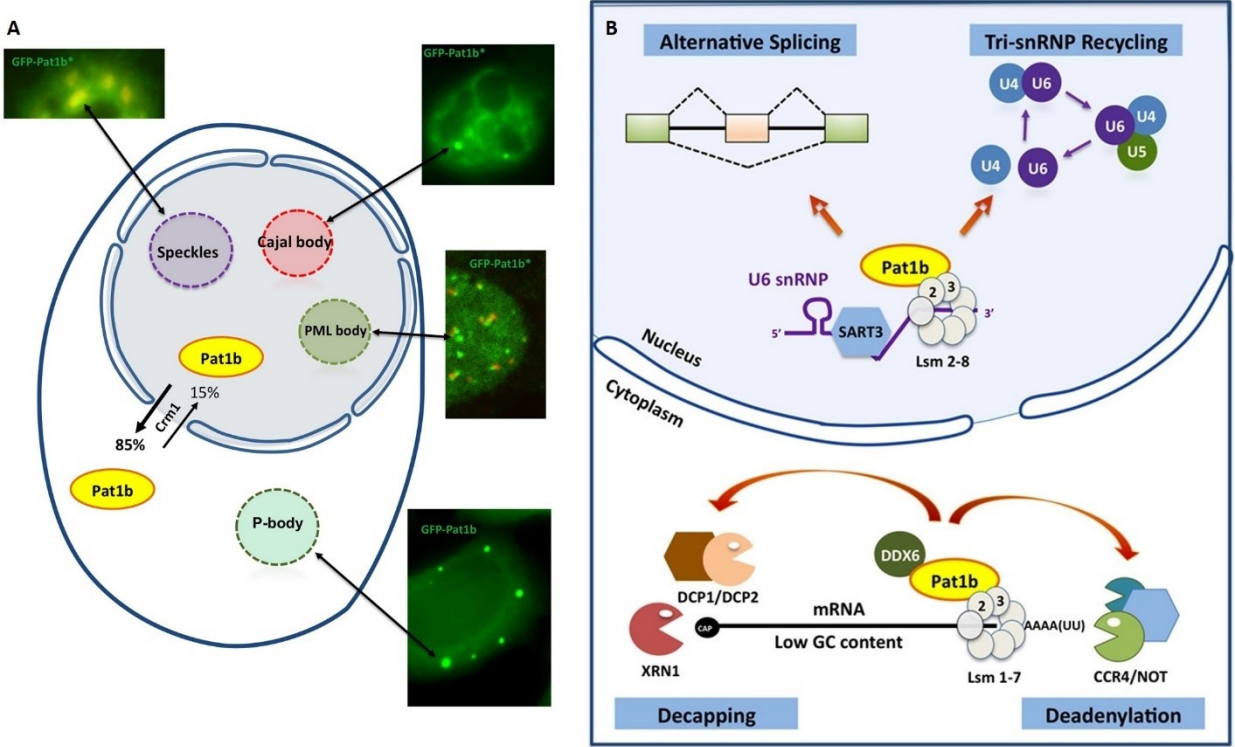 A
GFP-Pat1b*
GFP-Pat1b*
Speckles
Cajal body
PML body
GFP-Pat1b*
Pat1b
15%
Crm1
85%
Pat1b
P-body
GFP-Pat1b
B
Alternative Splicing
Tri-snRNP Recycling
U4 U6
U6 U4
U5
U4 U6
Pat1b
U6 snRNP
2 3
5’
SART3
3’
Lsm 2-8
Nucleus
Cytoplasm
DDX6
Pat1b
DCP1/DCP2
mRNA
2 3
CAP
AAAA(UU)
Low GC content
XRN1
Lsm 1-7
CCR4/NOT
Decapping
Deadenylation